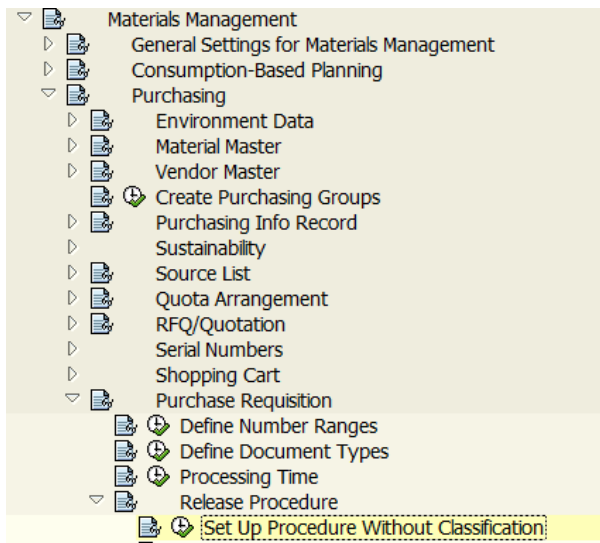 Materials Management
General Settings for Materials Management
Consumption-Based Planning
Purchasing
Environment Data
Material Master
Vendor Master
Create Purchasing Groups
Purchasing Info Record
Sustainability
Source List
Quota Arrangement
RFQ/Quotation
Serial Numbers
Shopping Cart
Purchase Requisition
Define Number Ranges
Define Document Types
Processing Time
Release Procedure
Set Up Procedure Without Classification